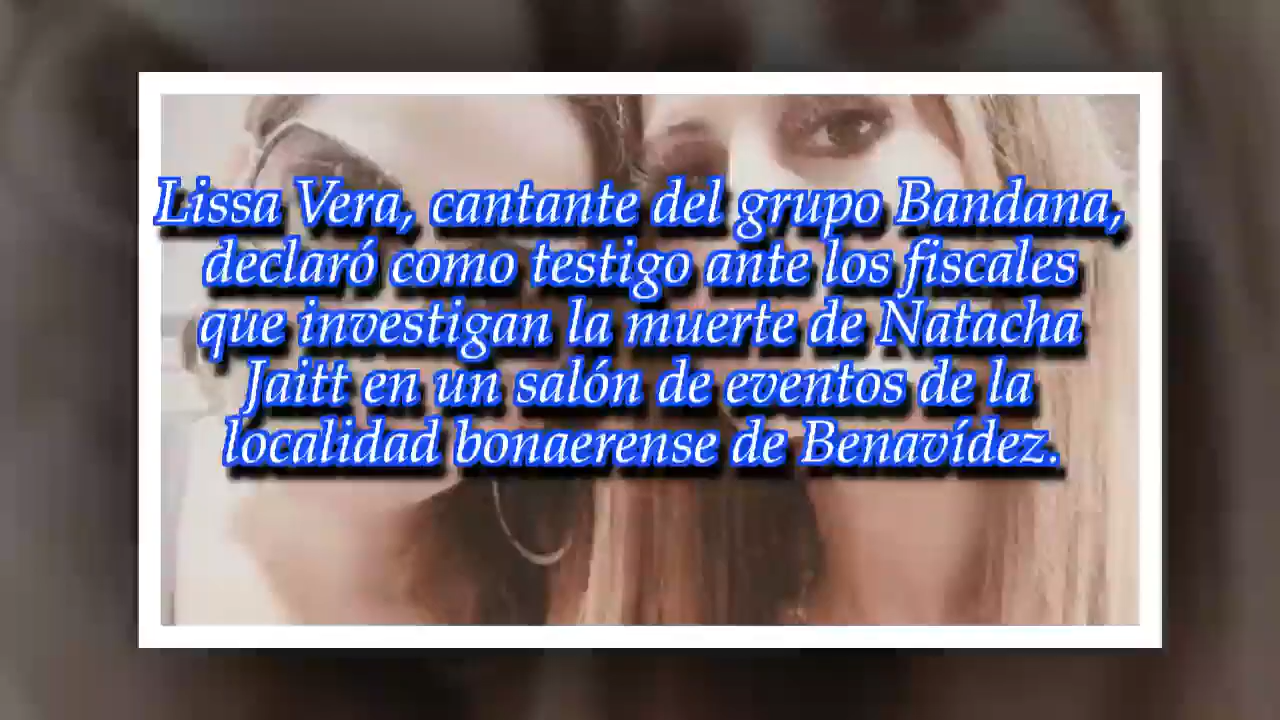 Lissa Vera, cantante del grupo Bandana,
declaró como testigo ante los fiscales
que investigan la muerte de Natacha
Jaitt en un salón de eventos de la
localidad bonaerense de Benavídez.